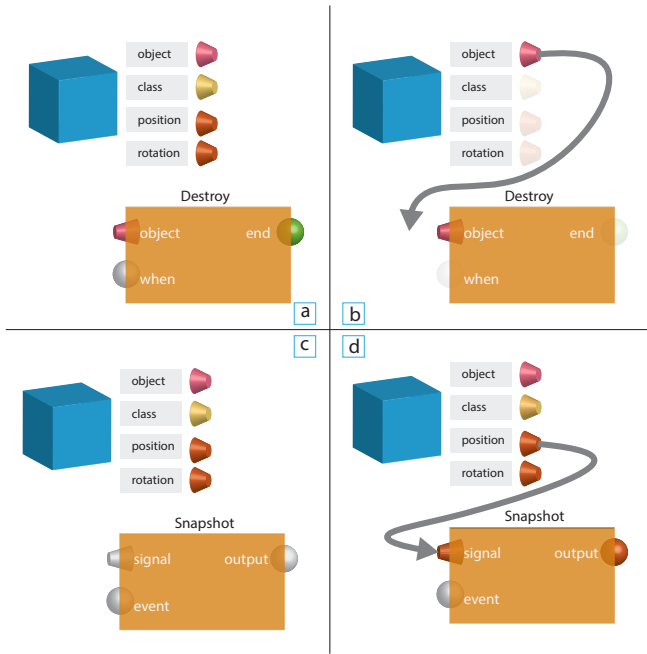 object
class
position
rotation
Destroy
object end
when
a
object
class
position
rotation
Destroy
object end
when
b
c
object
class
position
rotation
Snapshot
signal output
event
d
object
class
position
rotation
Snapshot
signal output
event